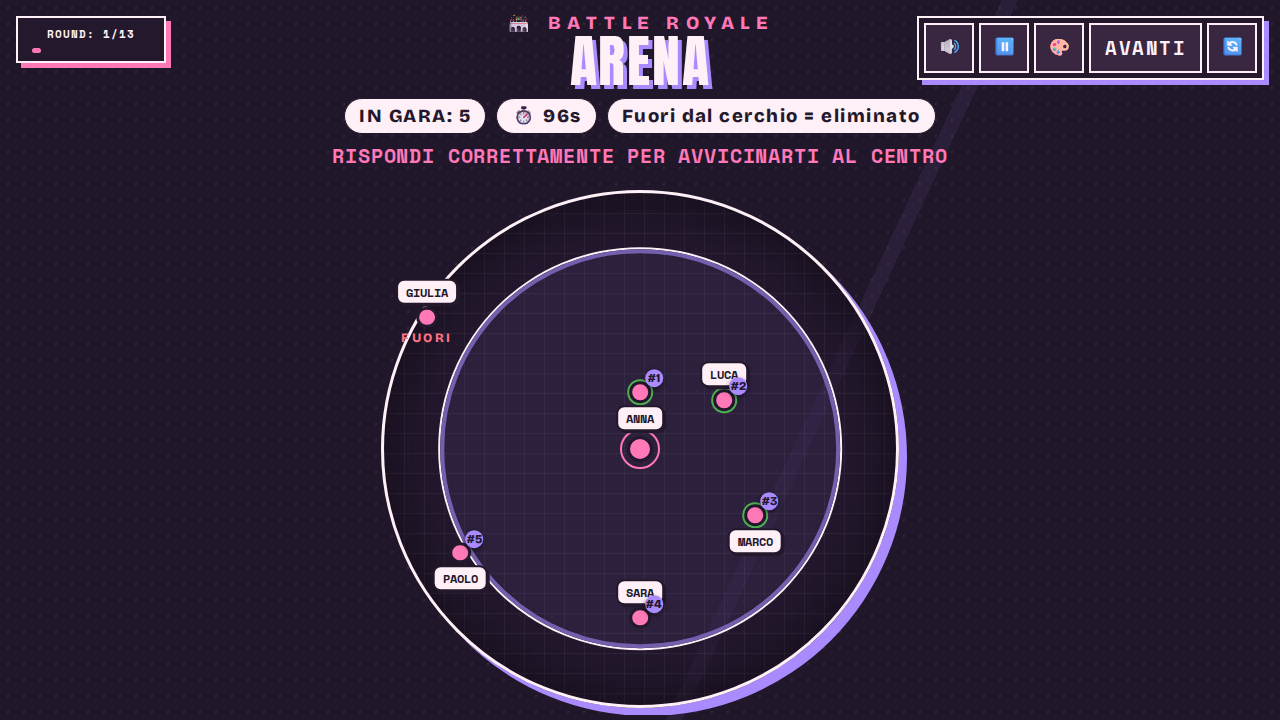 ROUND: 1/13
BATTLE ROYALE
ARENA
AVANTI
IN GARA: 5
96s
Fuori dal cerchio = eliminato
RISPONDI CORRETTAMENTE PER AVVICINARTI AL CENTRO
GIULIA
FUORI
#1
ANNA
LUCA
#2
#3
MARCO
#5
PAOLO
SARA
#4